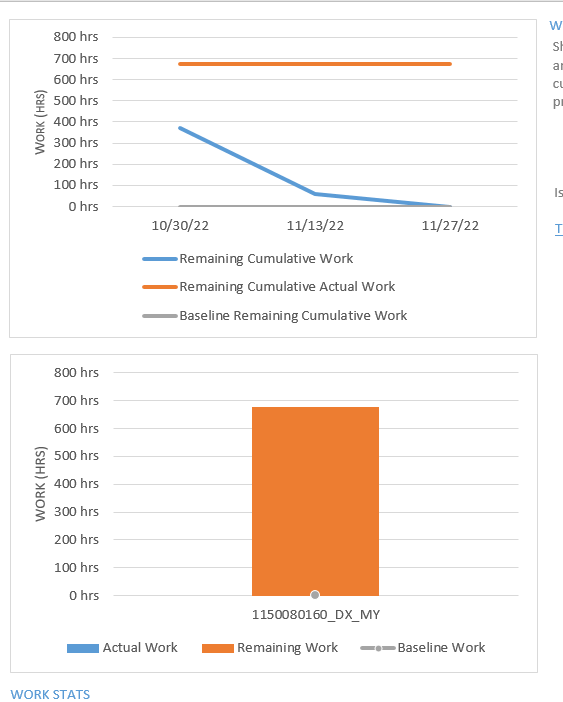 800 hrs
700 hrs
600 hrs
500 hrs
400 hrs
300 hrs
200 hrs
100 hrs
0 hrs
WORK (HRS)
10/30/22 11/13/22 11/27/22
Remaining Cumulative Work
Remaining Cumulative Actual Work
Baseline Remaining Cumulative Work
800 hrs
700 hrs
600 hrs
500 hrs
400 hrs
300 hrs
200 hrs
100 hrs
0 hrs
WORK (HRS)
1150080160_DX_MY
Actual Work Remaining Work Baseline Work
WORK STATS